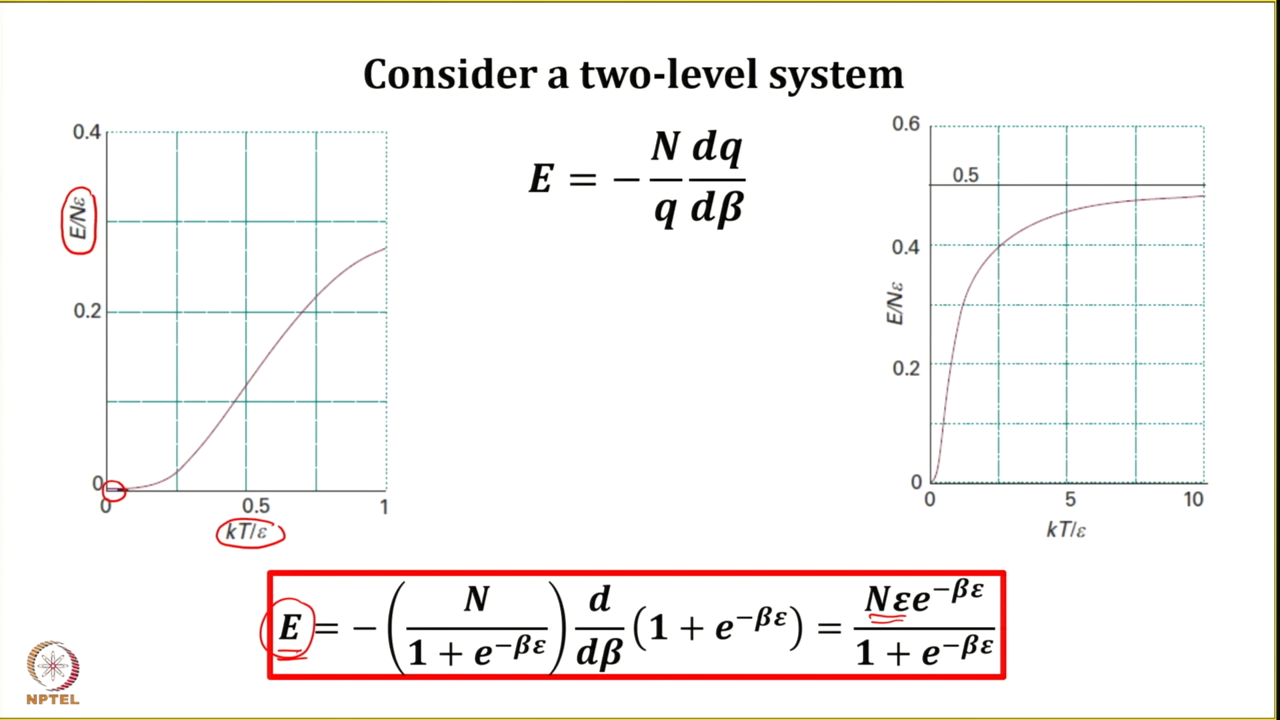 Consider a two-level system
0.4
E/Nε
0.2
0
0
0.5
1
kT/ε
E = −(N/q)(dq/dβ)
0.6
0.5
0.4
E/Nε
0.2
0
0
5
10
kT/ε
E = −(N/(1 + e^{−βε})) d/dβ (1 + e^{−βε}) = Nεe^{−βε}/(1 + e^{−βε})
NPTEL